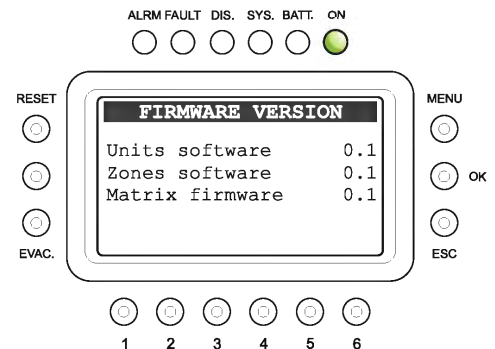 ALRM FAULT DIS. SYS. BATT. ON
RESET
MENU
FIRMWARE VERSION
Units software 0.1
Zones software 0.1
Matrix firmware 0.1
OK
EVAC.
ESC
1 2 3 4 5 6